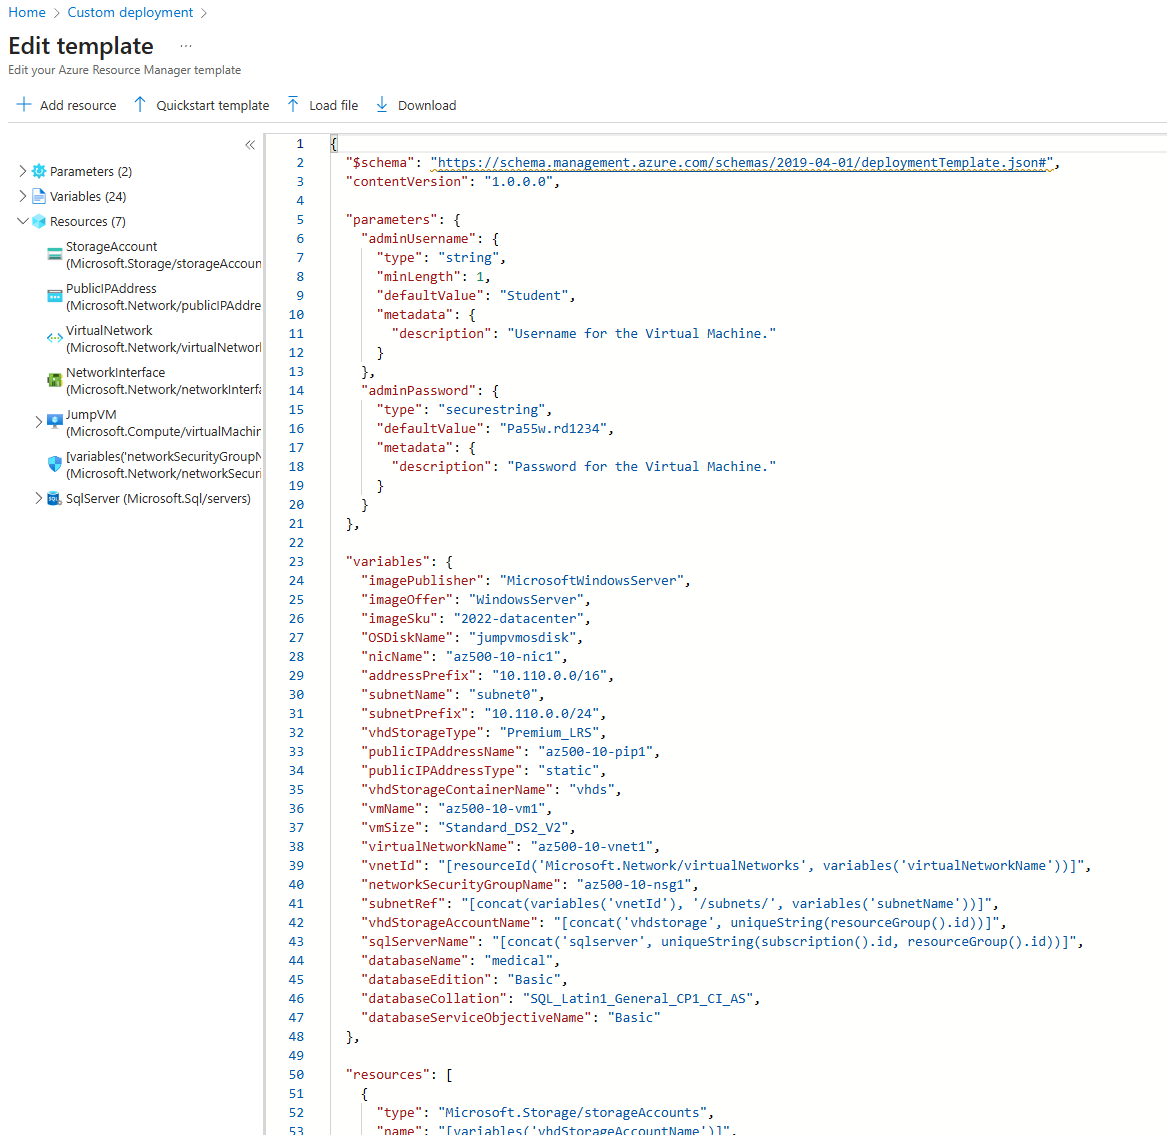 Home > Custom deployment >
Edit template ...
Edit your Azure Resource Manager template
Add resource Quickstart template Load file Download
Parameters (2)
Variables (24)
Resources (7)
StorageAccount
(Microsoft.Storage/storageAccoun
PublicIPAddress
(Microsoft.Network/publicIPAddre
VirtualNetwork
(Microsoft.Network/virtualNetwork
NetworkInterface
(Microsoft.Network/networkInterfa
JumpVM
(Microsoft.Compute/virtualMachin
[variables('networkSecurityGroupN
(Microsoft.Network/networkSecuri
SqlServer (Microsoft.Sql/servers)
1 {
2 "$schema": "https://schema.management.azure.com/schemas/2019-04-01/deploymentTemplate.json#",
3 "contentVersion": "1.0.0.0",
4
5 "parameters": {
6 "adminUsername": {
7 "type": "string",
8 "minLength": 1,
9 "defaultValue": "Student",
10 "metadata": {
11 "description": "Username for the Virtual Machine."
12 }
13 },
14 "adminPassword": {
15 "type": "securestring",
16 "defaultValue": "Pa55w.rd1234",
17 "metadata": {
18 "description": "Password for the Virtual Machine."
19 }
20 }
21 },
22
23 "variables": {
24 "imagePublisher": "MicrosoftWindowsServer",
25 "imageOffer": "WindowsServer",
26 "imageSku": "2022-datacenter",
27 "OSDiskName": "jumpvmosdisk",
28 "nicName": "az500-10-nic1",
29 "addressPrefix": "10.110.0.0/16",
30 "subnetName": "subnet0",
31 "subnetPrefix": "10.110.0.0/24",
32 "vhdStorageType": "Premium_LRS",
33 "publicIPAddressName": "az500-10-pip1",
34 "publicIPAddressType": "static",
35 "vhdStorageContainerName": "vhds",
36 "vmName": "az500-10-vm1",
37 "vmSize": "Standard_DS2_V2",
38 "virtualNetworkName": "az500-10-vnet1",
39 "vnetId": "[resourceId('Microsoft.Network/virtualNetworks', variables('virtualNetworkName'))]",
40 "networkSecurityGroupName": "az500-10-nsg1",
41 "subnetRef": "[concat(variables('vnetId'), '/subnets/', variables('subnetName'))]",
42 "vhdStorageAccountName": "[concat('vhdstorage', uniqueString(resourceGroup().id))]",
43 "sqlServerName": "[concat('sqlserver', uniqueString(subscription().id, resourceGroup().id))]",
44 "databaseName": "medical",
45 "databaseEdition": "Basic",
46 "databaseCollation": "SQL_Latin1_General_CP1_CI_AS",
47 "databaseServiceObjectiveName": "Basic"
48 },
49
50 "resources": [
51 {
52 "type": "Microsoft.Storage/storageAccounts",
53 "name": "[variables('vhdStorageAccountName')]",